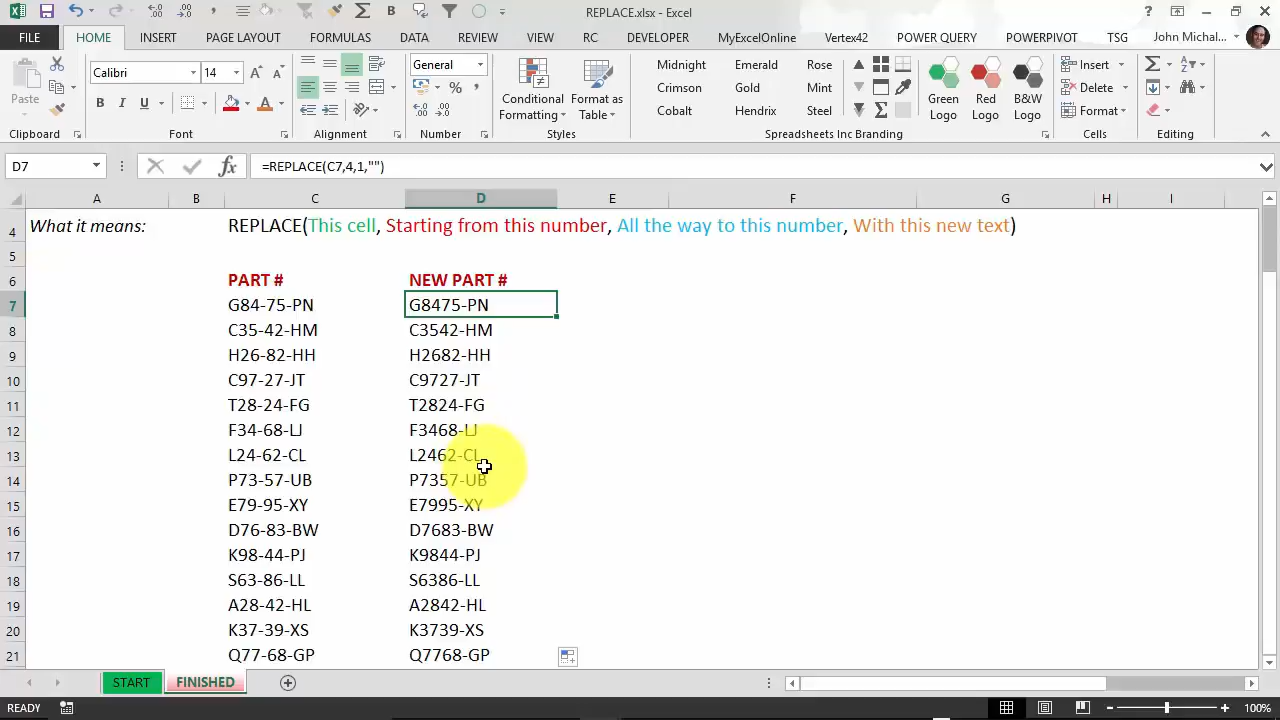 REPLACE.xlsx - Excel
FILE HOME INSERT PAGE LAYOUT FORMULAS DATA REVIEW VIEW RC DEVELOPER MyExcelOnline Vertex42 POWER QUERY POWERPIVOT TSG John Michal...
Paste
Calibri 14
B I U
General
Conditional Formatting
Format as Table
Midnight Emerald Rose
Crimson Gold Mindy
Cobalt Hendrix Steel
Green Logo
Red Logo
B&W Logo
Insert
Delete
Format
Clipboard Font Alignment Number Styles Spreadsheets Inc Branding Cells Editing
D7 =REPLACE(C7,4,1,"")
A B C D E F G H I
4 What it means: REPLACE(This cell, Starting from this number, All the way to this number, With this new text)
5
6 PART # NEW PART #
7 G84-75-PN G8475-PN
8 C35-42-HM C3542-HM
9 H26-82-HH H2682-HH
10 C97-27-JT C9727-JT
11 T28-24-FG T2824-FG
12 F34-68-LJ F3468-LJ
13 L24-62-CL L2462-CL
14 P73-57-UB P7357-UB
15 E79-95-XY E7995-XY
16 D76-83-BW D7683-BW
17 K98-44-PJ K9844-PJ
18 S63-86-LL S6386-LL
19 A28-42-HL A2842-HL
20 K37-39-XS K3739-XS
21 Q77-68-GP Q7768-GP
START FINISHED
READY 100%